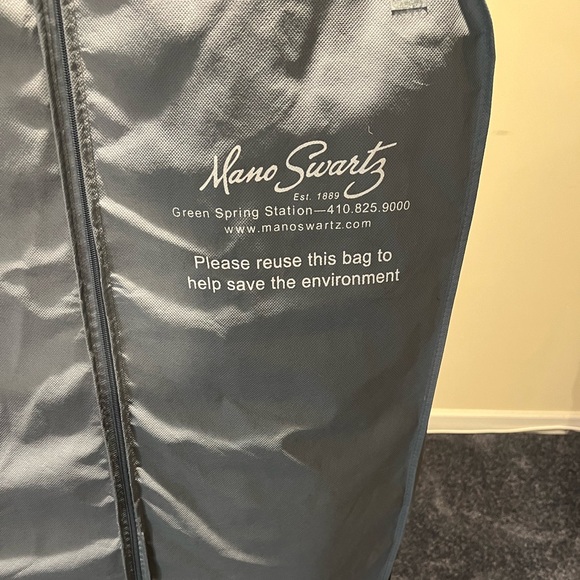 Mano Swartz
Est. 1889
Green Spring Station—410.825.9000
www.manoswartz.com
Please reuse this bag to
help save the environment